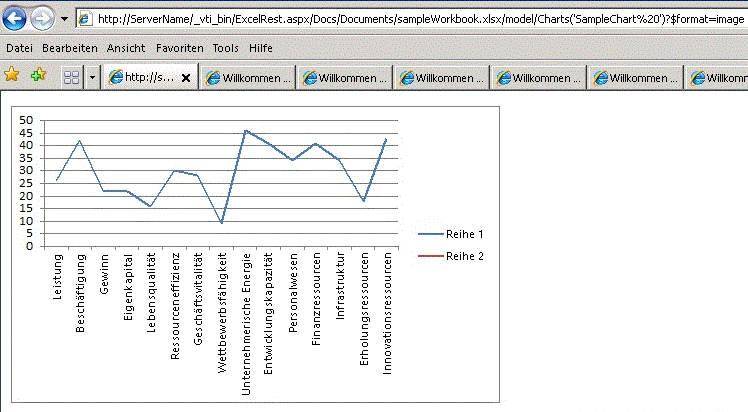 http://ServerName/_vti_bin/ExcelRest.aspx/Docs/Documents/sampleWorkbook.xlsx/model/Charts('SampleChart%20')?$format=image
Datei Bearbeiten Ansicht Favoriten Tools Hilfe
http://s... Willkommen ... Willkommen ... Willkommen ... Willkommen ... Willkommen ... Willkomm
50
45
40
35
30
25
20
15
10
5
0
Leistung
Beschäftigung
Gewinn
Eigenkapital
Lebensqualität
Ressourceneffizienz
Geschäftsvitalität
Wettbewerbsfähigkeit
Unternehmerische Energie
Entwicklungskapazität
Personalwesen
Finanzressourcen
Infrastruktur
Erholungsressourcen
Innovationsressourcen
Reihe 1
Reihe 2